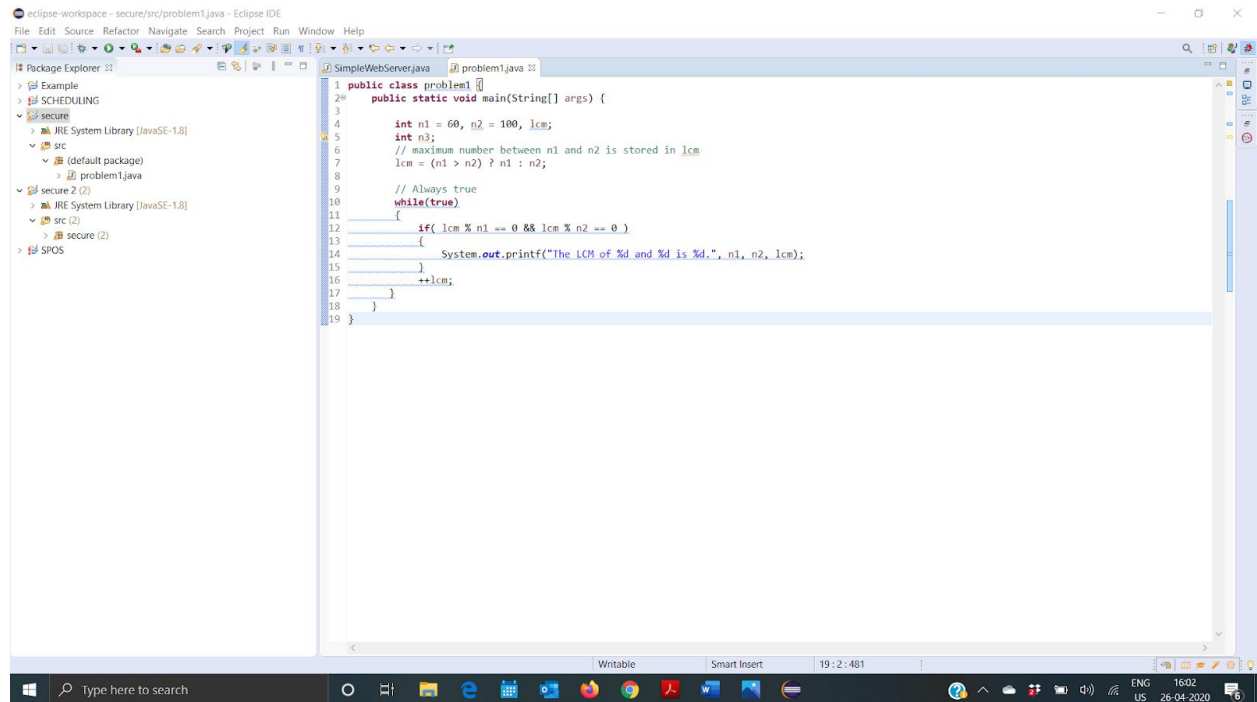 eclipse-workspace - secure/src/problem1.java - Eclipse IDE
File Edit Source Refactor Navigate Search Project Run Window Help
Package Explorer
Example
SCHEDULING
secure
JRE System Library [JavaSE-1.8]
src
(default package)
problem1.java
secure 2 (2)
JRE System Library [JavaSE-1.8]
src (2)
secure (2)
SPOS
SimpleWebServer.java problem1.java
1 public class problem1 {
2 public static void main(String[] args) {
3
4 int n1 = 60, n2 = 100, lcm;
5 int n3;
6 // maximum number between n1 and n2 is stored in lcm
7 lcm = (n1 > n2) ? n1 : n2;
8
9 // Always true
10 while(true)
11 {
12 if( lcm % n1 == 0 && lcm % n2 == 0 )
13 {
14 System.out.printf("The LCM of %d and %d is %d.", n1, n2, lcm);
15 }
16 ++lcm;
17 }
18 }
19 }
Writable Smart Insert 19 : 2 : 481
Type here to search
ENG
US
16:02
26-04-2020